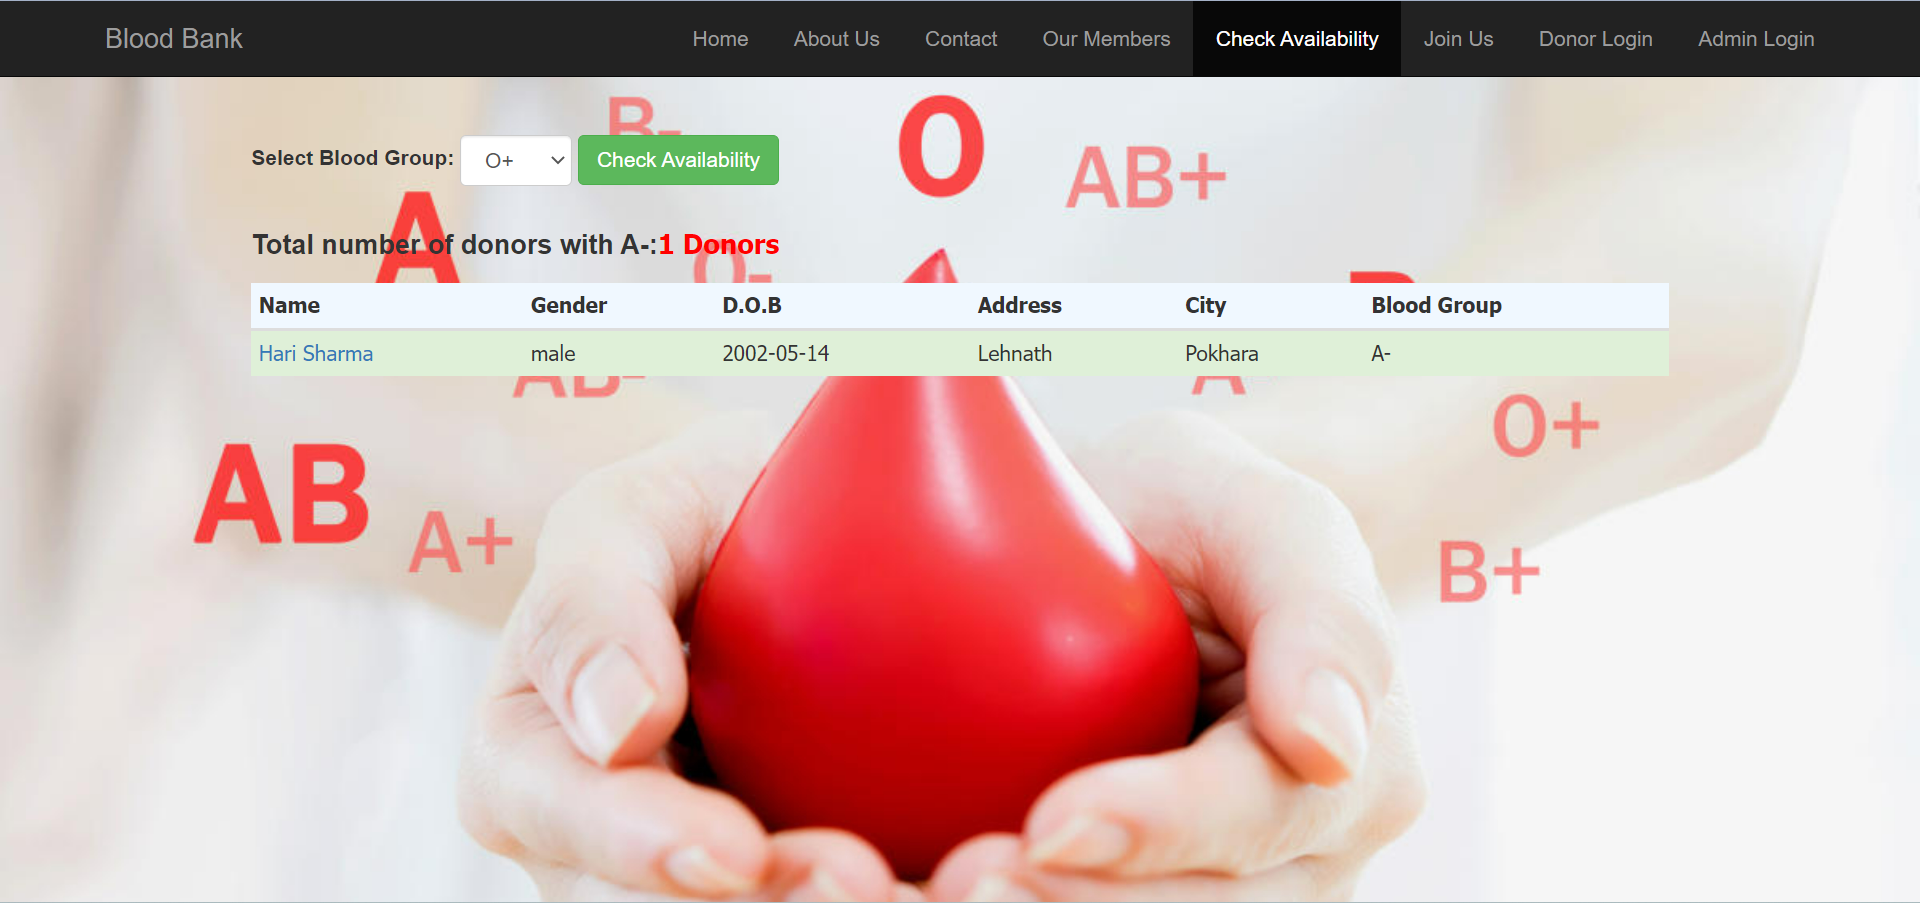 Blood Bank Home About Us Contact Our Members Check Availability Join Us Donor Login Admin Login
B-
O
AB+
Select Blood Group: O+ Check Availability
A
Total number of donors with A-:1 Donors
O-
Name Gender D.O.B Address City Blood Group
Hari Sharma male 2002-05-14 Lehnath Pokhara A-
AB-
O+
AB
A+
B+